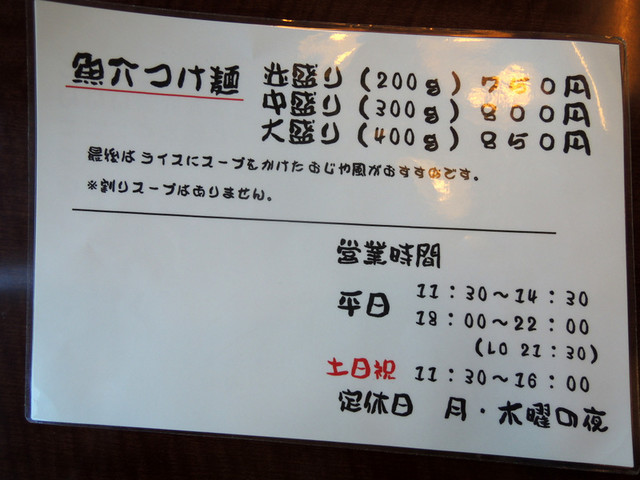 魚介つけ麺 並盛り(200g)750円
中盛り(300g)800円
大盛り(400g)850円
最後はライスにスープをかけたおじや風がおすすめです。
※割りスープはありません。
営業時間
平日 11:30~14:30
18:00~22:00
(LO 21:30)
土日祝 11:30~16:00
定休日 月・木曜の夜